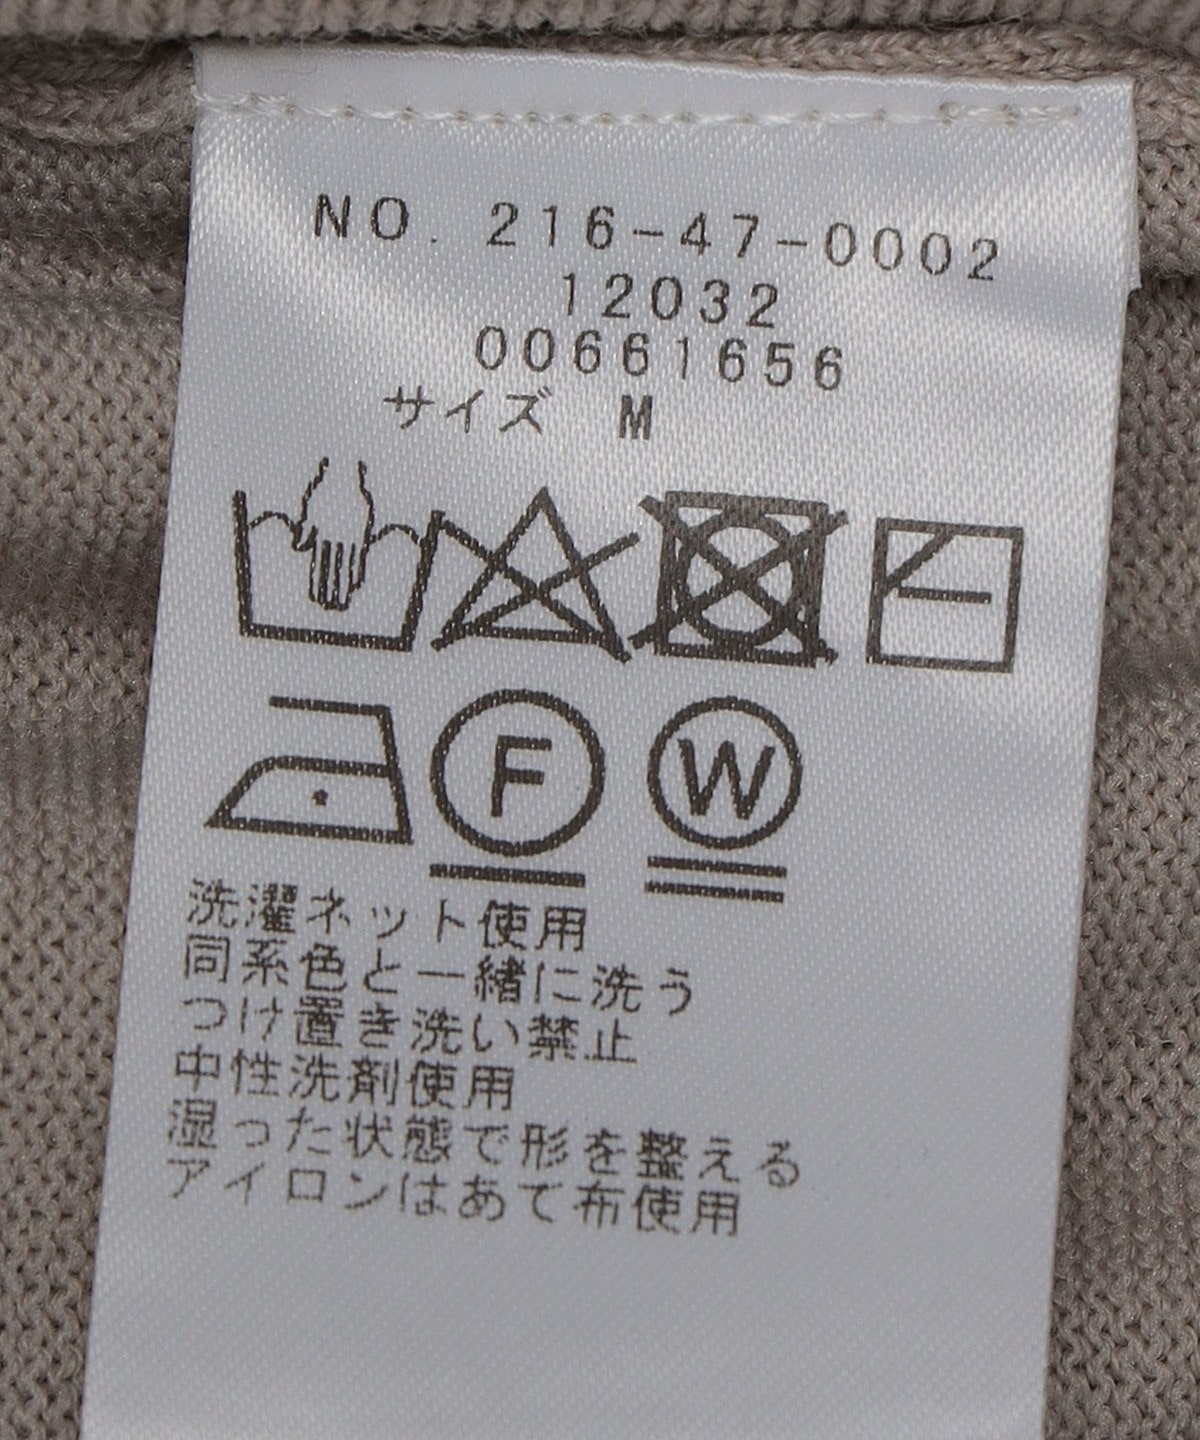 NO. 216-47-0002
12032
00661656
サイズ M
F W
洗濯ネット使用
同系色と一緒に洗う
つけ置き洗い禁止
中性洗剤使用
湿った状態で形を整える
アイロンはあて布使用